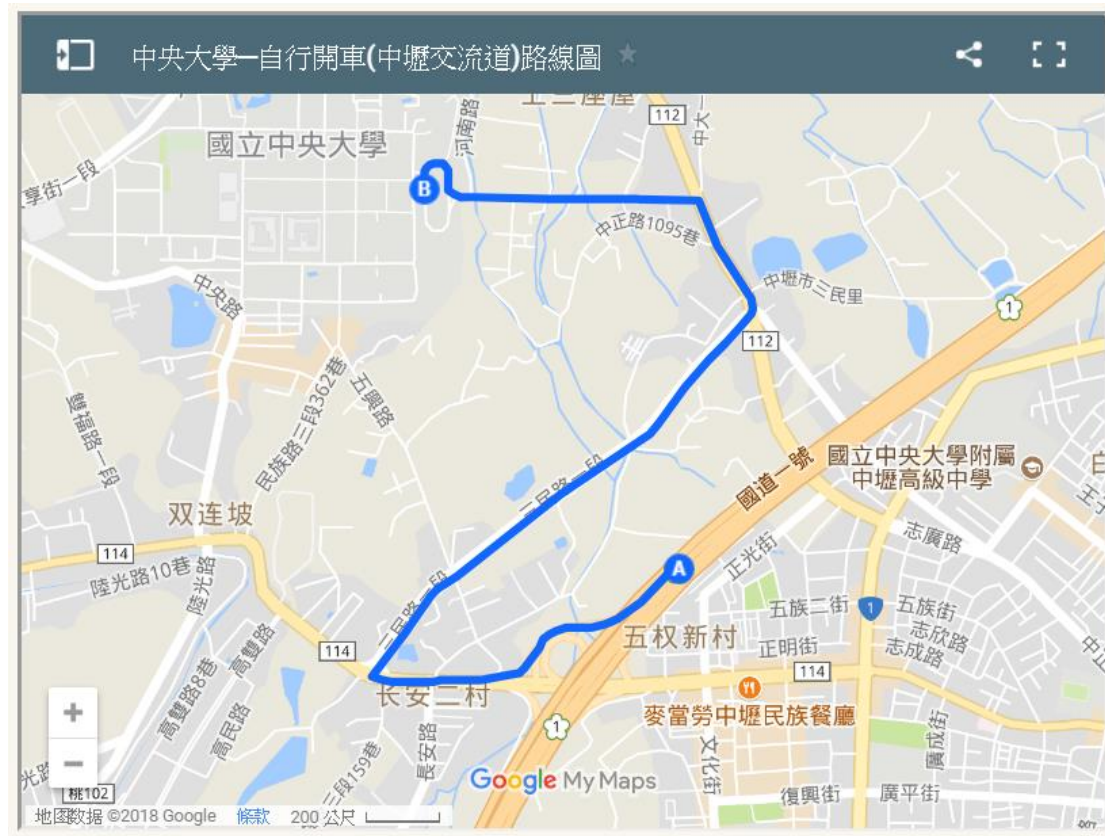 中央大學─自行開車(中壢交流道)路線圖
112
中大一
河南路
國立中央大學
B
享街一段
中正路1095巷
中壢市三民里
1
中央路
112
五興路
民族路三段362巷
雙福路一段
國立中央大學附屬
中壢高級中學
國道一號
三民路一段
双连坡
志廣路
114
陸光路10巷
陸光路
A
正光街
五族二街
1
五族街
三民路一段
五权新村
正明街
志欣路
志成路
高雙路
114
114
长安二村
高雙路8巷
高民路
麥當勞中壢民族餐廳
1
長安路
三段159巷
文化街
廣成街
+
−
Google My Maps
桃102
復興街
廣平街
地图数据 ©2018 Google
條款
200 公尺